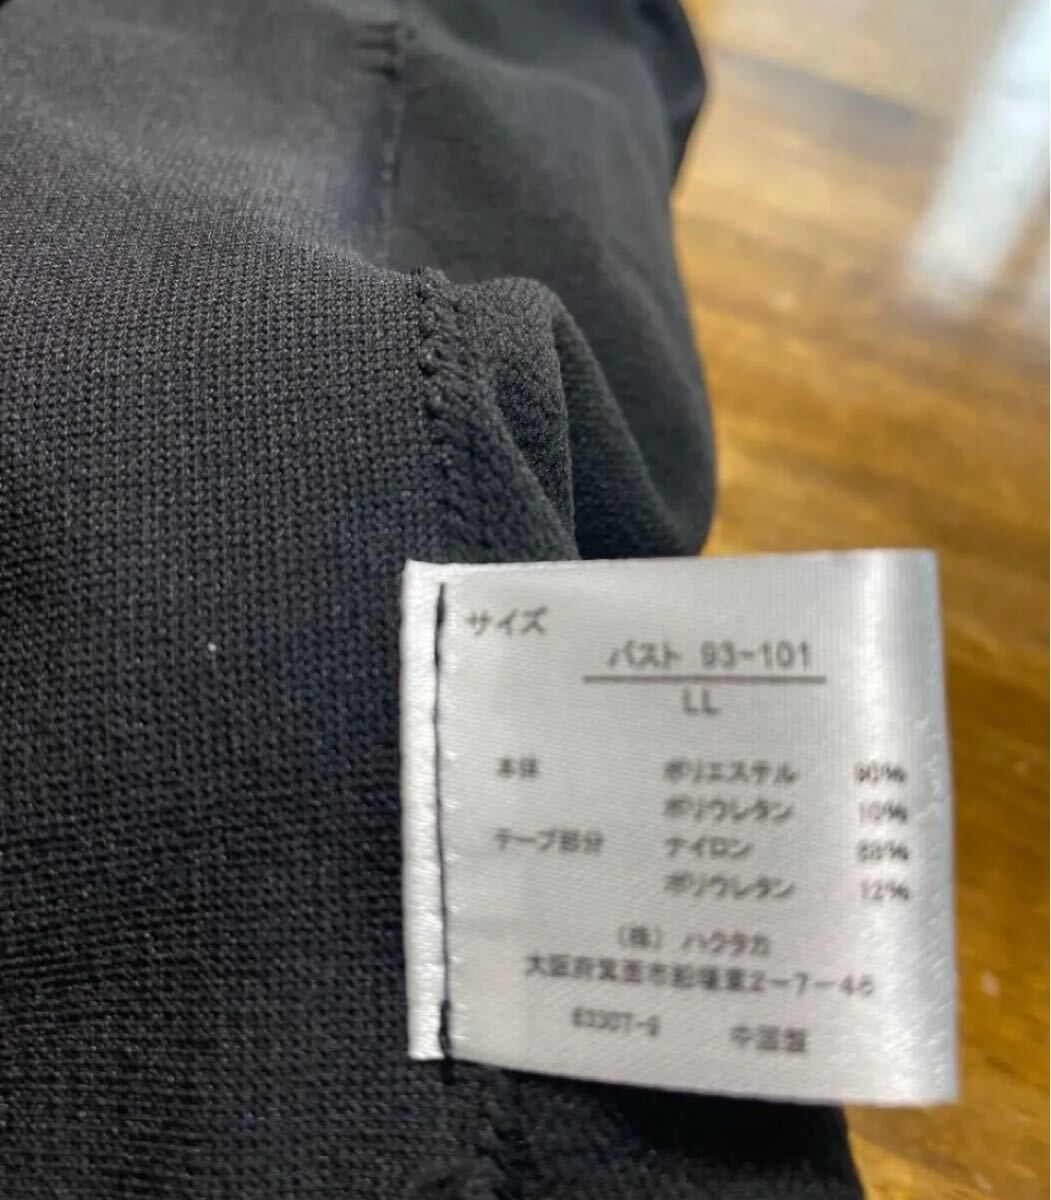 サイズ
バスト 93-101
LL
本体 ポリエステル 90%
ポリウレタン 10%
テープ部分 ナイロン 88%
ポリウレタン 12%
(株) ハクタカ
大阪府箕面市船場東2-7-46
63307-9 中国製